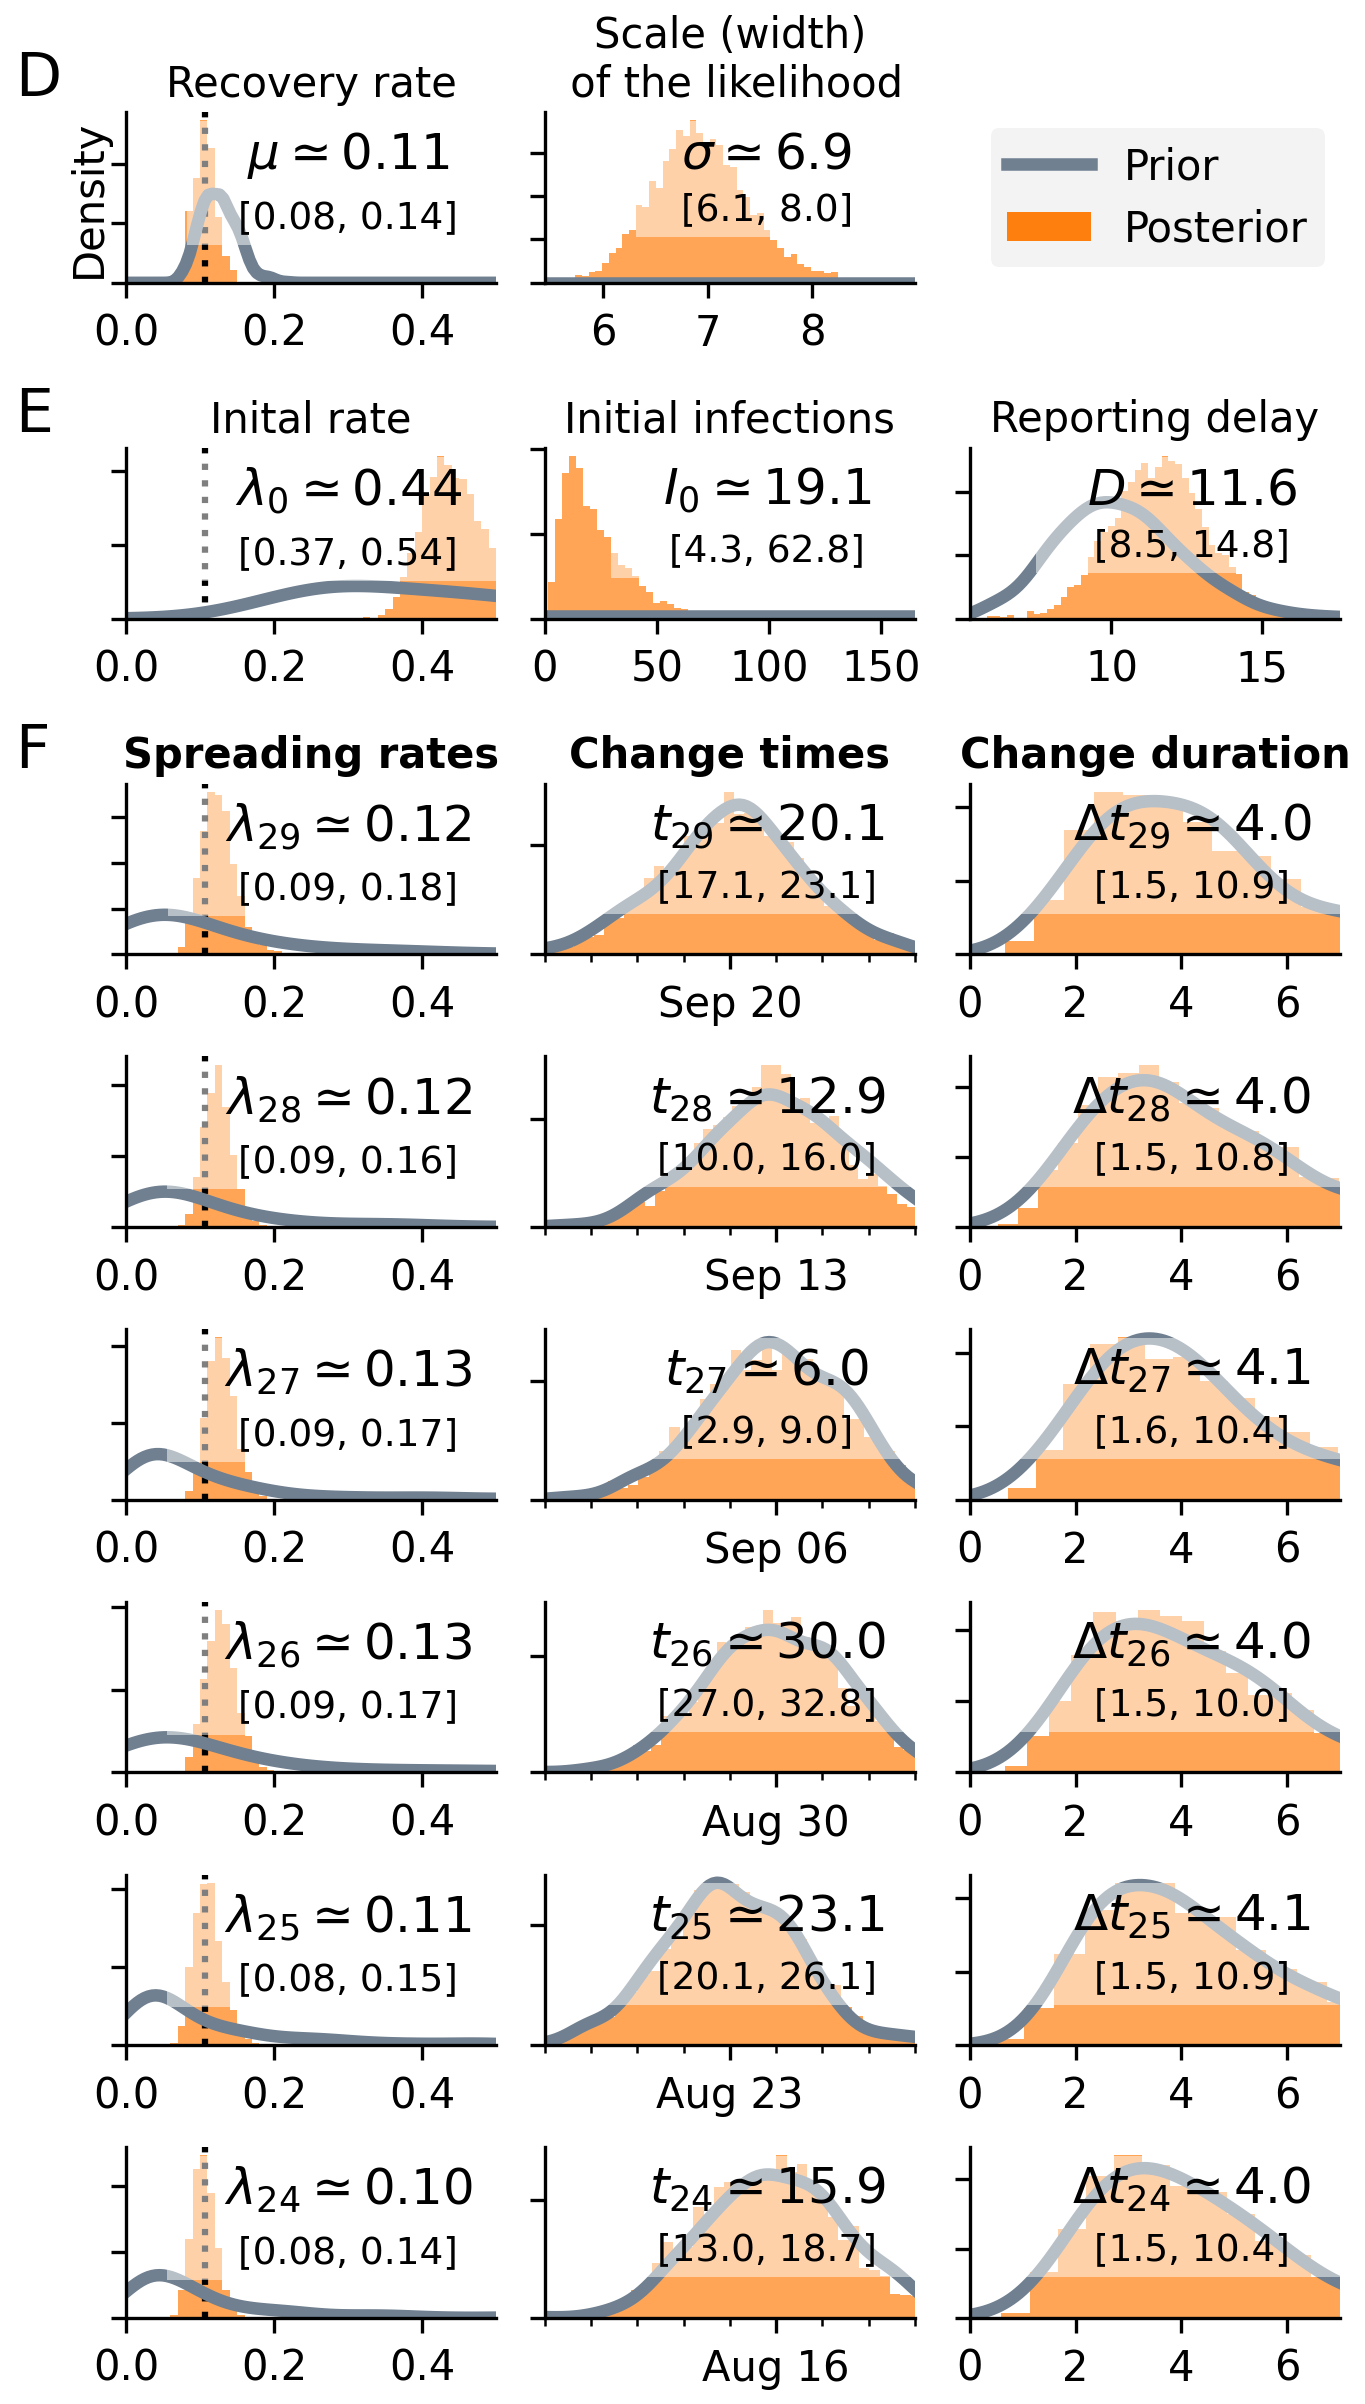 D
Recovery rate
Scale (width)
of the likelihood
Density
μ ≃ 0.11
[0.08, 0.14]
0.0 0.2 0.4
σ ≃ 6.9
[6.1, 8.0]
6 7 8
Prior
Posterior
E
Inital rate
λ0 ≃ 0.44
[0.37, 0.54]
0.0 0.2 0.4
Initial infections
I0 ≃ 19.1
[4.3, 62.8]
0 50 100 150
Reporting delay
D ≃ 11.6
[8.5, 14.8]
10 15
F
Spreading rates
Change times
Change duration
λ29 ≃ 0.12
[0.09, 0.18]
0.0 0.2 0.4
t29 ≃ 20.1
[17.1, 23.1]
Sep 20
Δt29 ≃ 4.0
[1.5, 10.9]
0 2 4 6
λ28 ≃ 0.12
[0.09, 0.16]
0.0 0.2 0.4
t28 ≃ 12.9
[10.0, 16.0]
Sep 13
Δt28 ≃ 4.0
[1.5, 10.8]
0 2 4 6
λ27 ≃ 0.13
[0.09, 0.17]
0.0 0.2 0.4
t27 ≃ 6.0
[2.9, 9.0]
Sep 06
Δt27 ≃ 4.1
[1.6, 10.4]
0 2 4 6
λ26 ≃ 0.13
[0.09, 0.17]
0.0 0.2 0.4
t26 ≃ 30.0
[27.0, 32.8]
Aug 30
Δt26 ≃ 4.0
[1.5, 10.0]
0 2 4 6
λ25 ≃ 0.11
[0.08, 0.15]
0.0 0.2 0.4
t25 ≃ 23.1
[20.1, 26.1]
Aug 23
Δt25 ≃ 4.1
[1.5, 10.9]
0 2 4 6
λ24 ≃ 0.10
[0.08, 0.14]
0.0 0.2 0.4
t24 ≃ 15.9
[13.0, 18.7]
Aug 16
Δt24 ≃ 4.0
[1.5, 10.4]
0 2 4 6